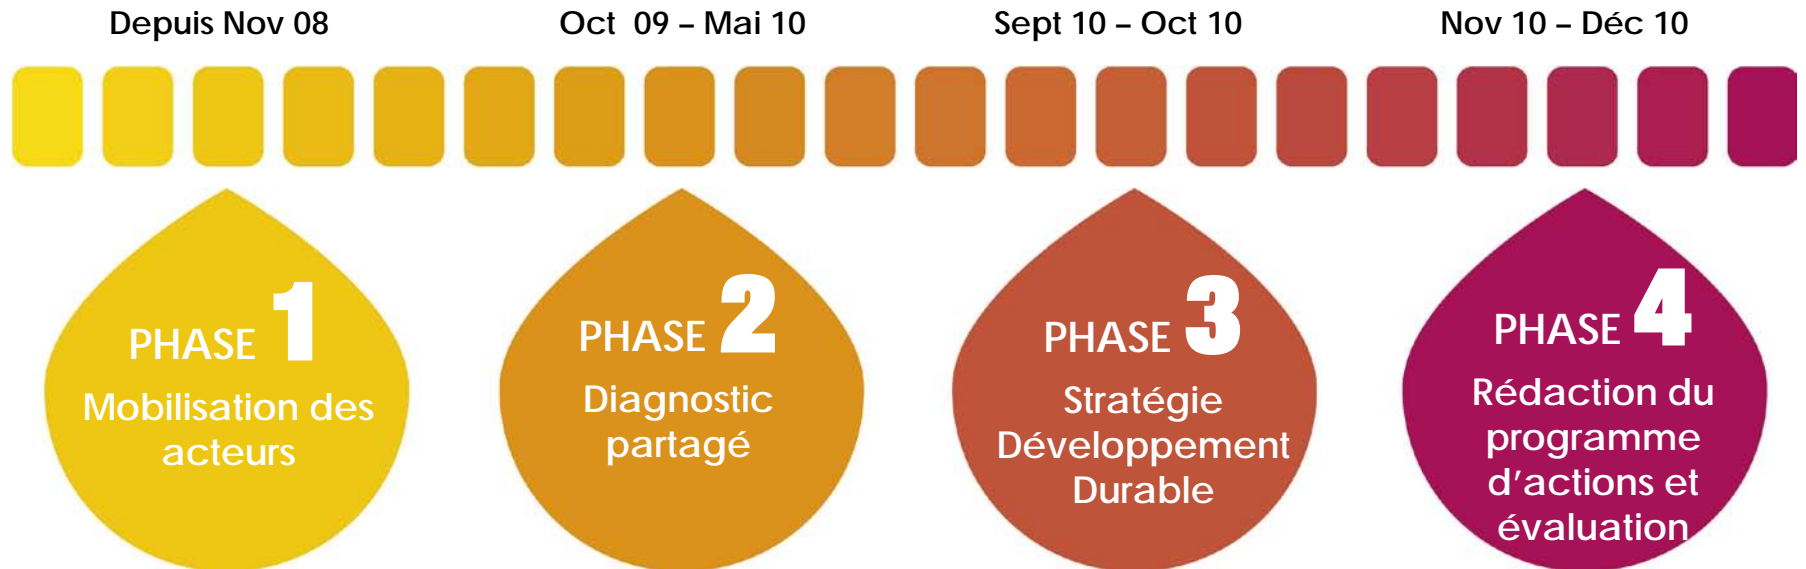 Depuis Nov 08
Oct 09 – Mai 10
Sept 10 – Oct 10
Nov 10 – Déc 10
PHASE 1
Mobilisation des
acteurs
PHASE 2
Diagnostic
partagé
PHASE 3
Stratégie
Développement
Durable
PHASE 4
Rédaction du
programme
d’actions et
évaluation